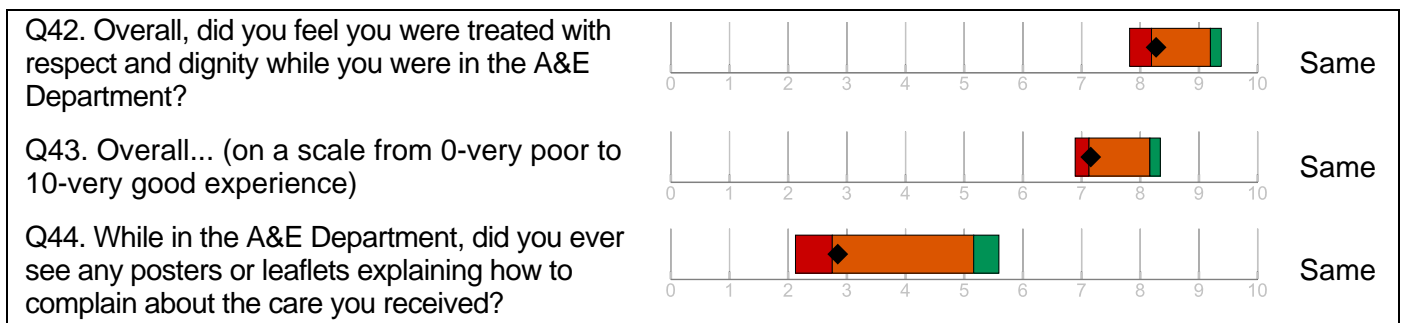 Q42. Overall, did you feel you were treated with
respect and dignity while you were in the A&E
Department?
0 1 2 3 4 5 6 7 8 9 10
Same
Q43. Overall... (on a scale from 0-very poor to
10-very good experience)
0 1 2 3 4 5 6 7 8 9 10
Same
Q44. While in the A&E Department, did you ever
see any posters or leaflets explaining how to
complain about the care you received?
0 1 2 3 4 5 6 7 8 9 10
Same